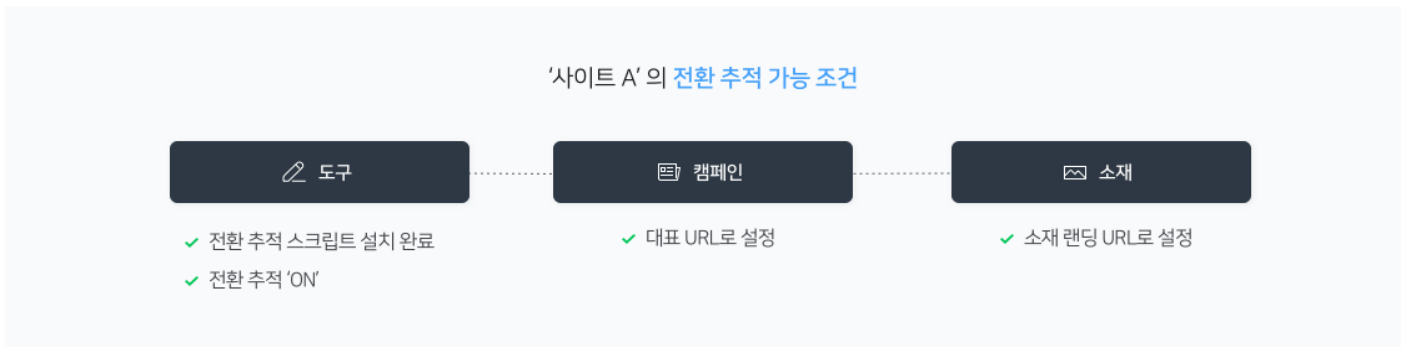 ‘사이트 A’ 의 전환 추적 가능 조건
도구
캠페인
소재
전환 추적 스크립트 설치 완료
대표 URL로 설정
소재 랜딩 URL로 설정
전환 추적 ‘ON’